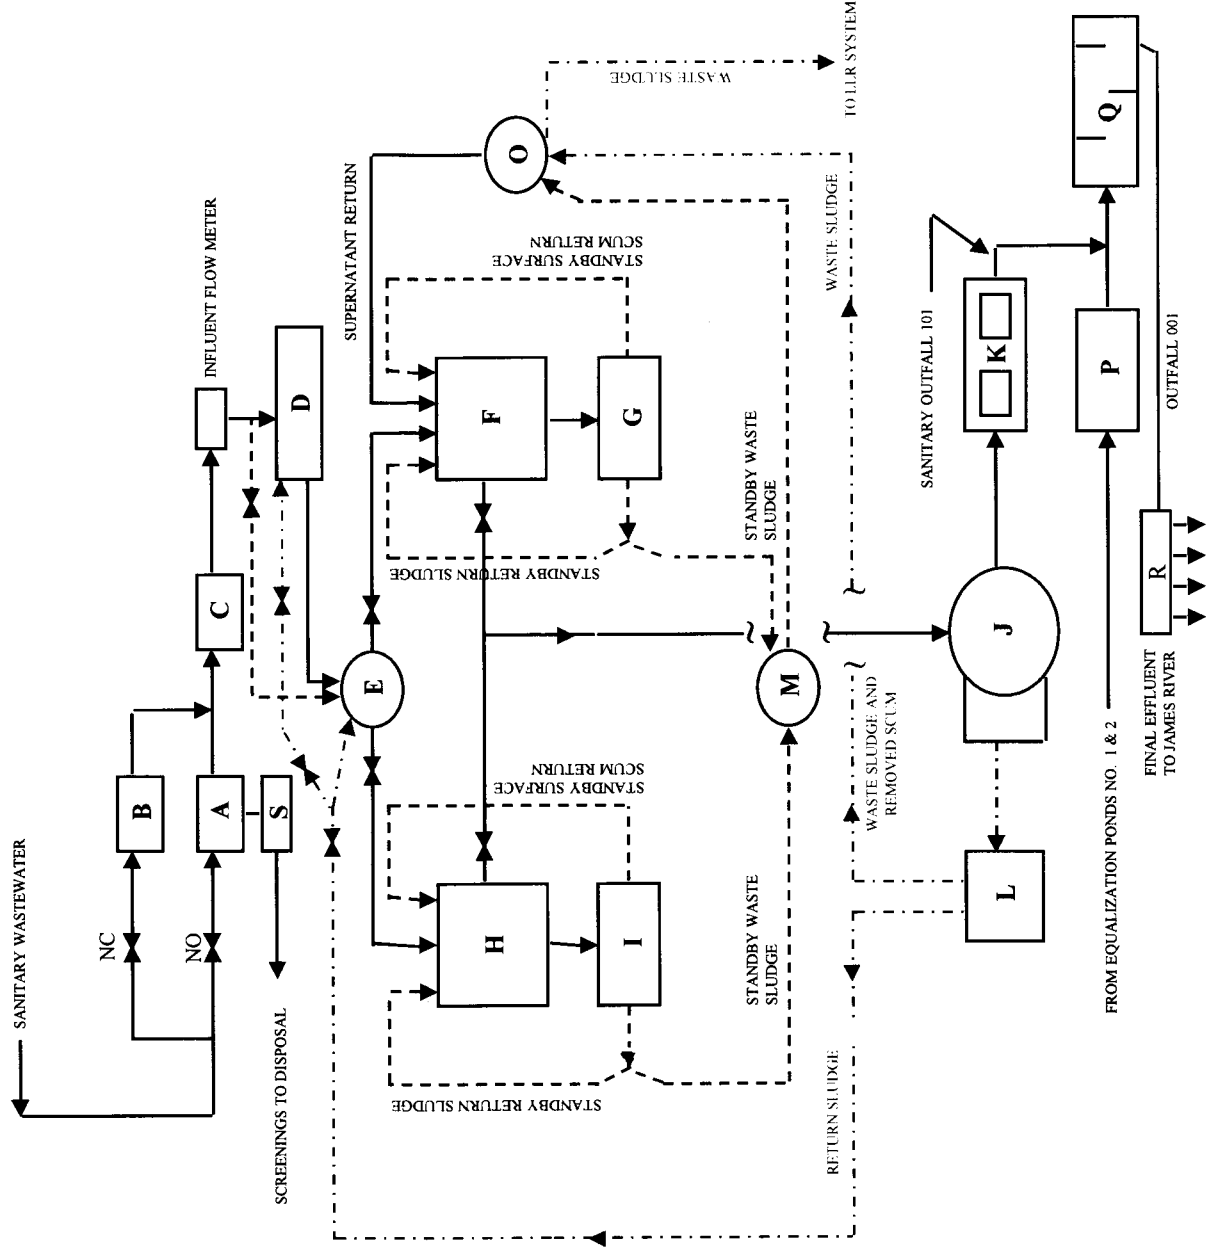 SANITARY WASTEWATER
NC
NO
B
A
S
C
INFLUENT FLOW METER
D
SCREENINGS TO DISPOSAL
E
SUPERNATANT RETURN
O
WASTE SLUDGE
TO LLR SYSTEM
STANDBY SURFACE
SCUM RETURN
F
G
STANDBY RETURN SLUDGE
STANDBY WASTE
SLUDGE
STANDBY SURFACE
SCUM RETURN
H
I
STANDBY RETURN SLUDGE
STANDBY WASTE
SLUDGE
M
WASTE SLUDGE
WASTE SLUDGE AND
REMOVED SCUM
RETURN SLUDGE
L
J
SANITARY OUTFALL 101
K
P
Q
FROM EQUALIZATION PONDS NO. 1 & 2
OUTFALL 001
R
FINAL EFFLUENT
TO JAMES RIVER